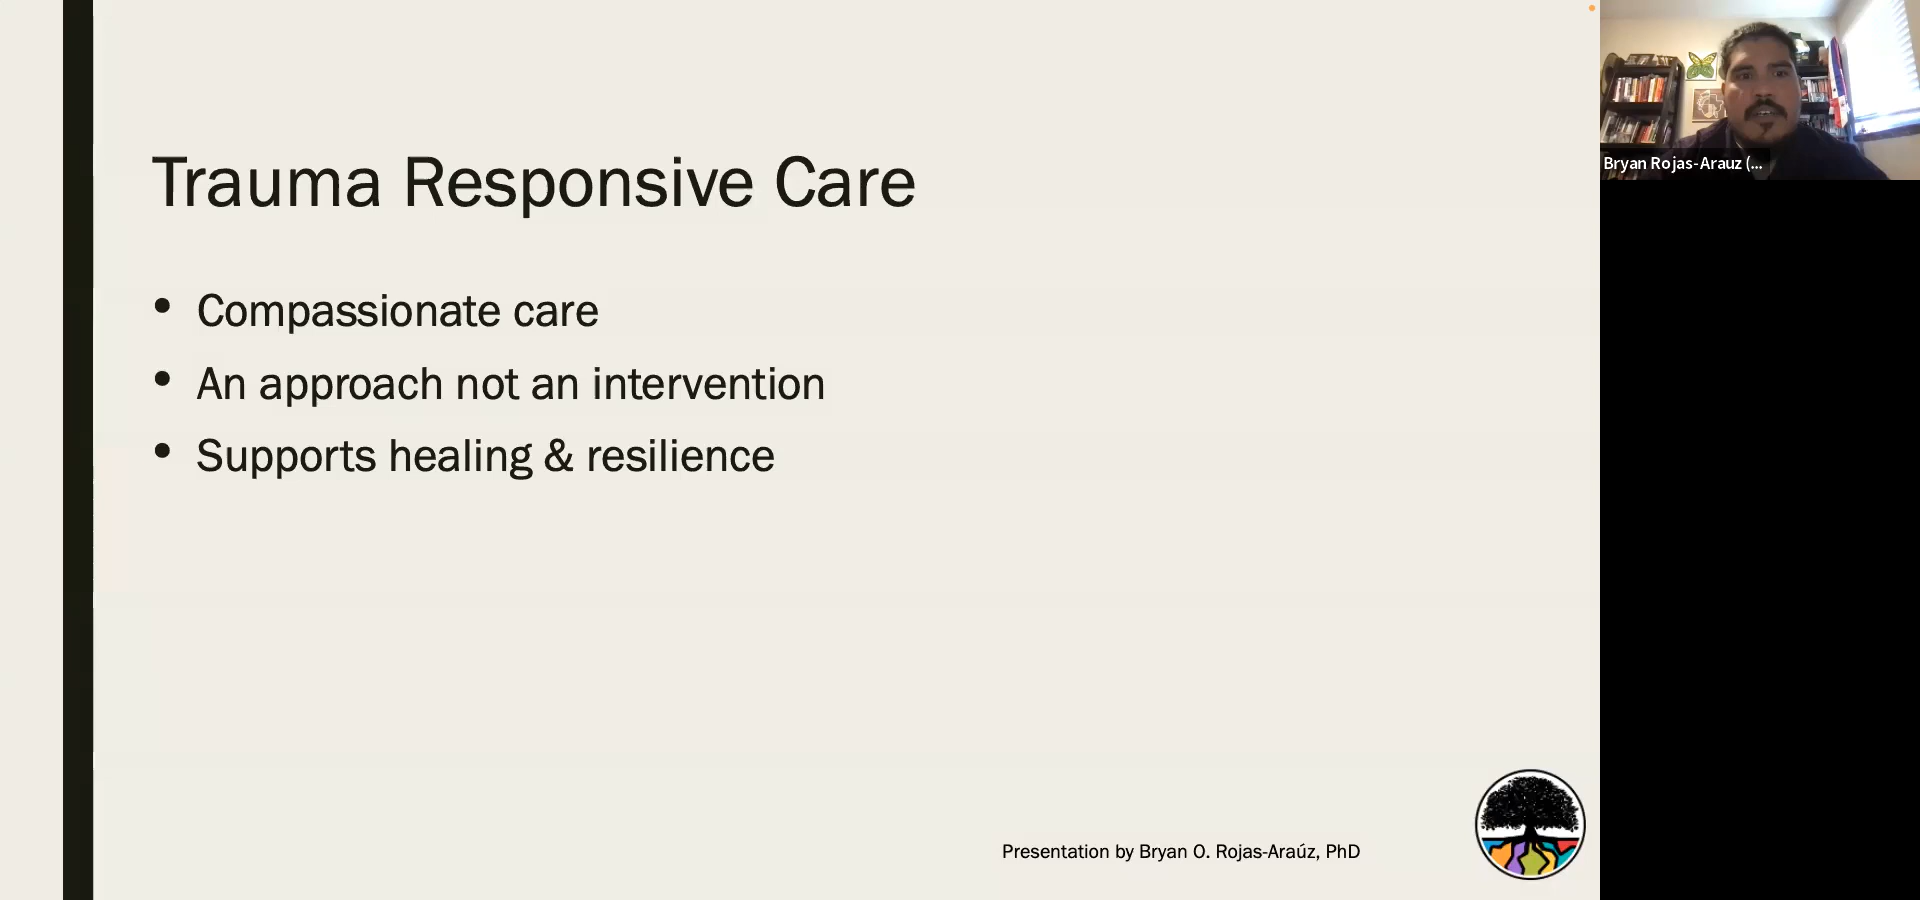 Trauma Responsive Care
• Compassionate care
• An approach not an intervention
• Supports healing & resilience
Presentation by Bryan O. Rojas-Araúz, PhD
Bryan Rojas-Arauz (...